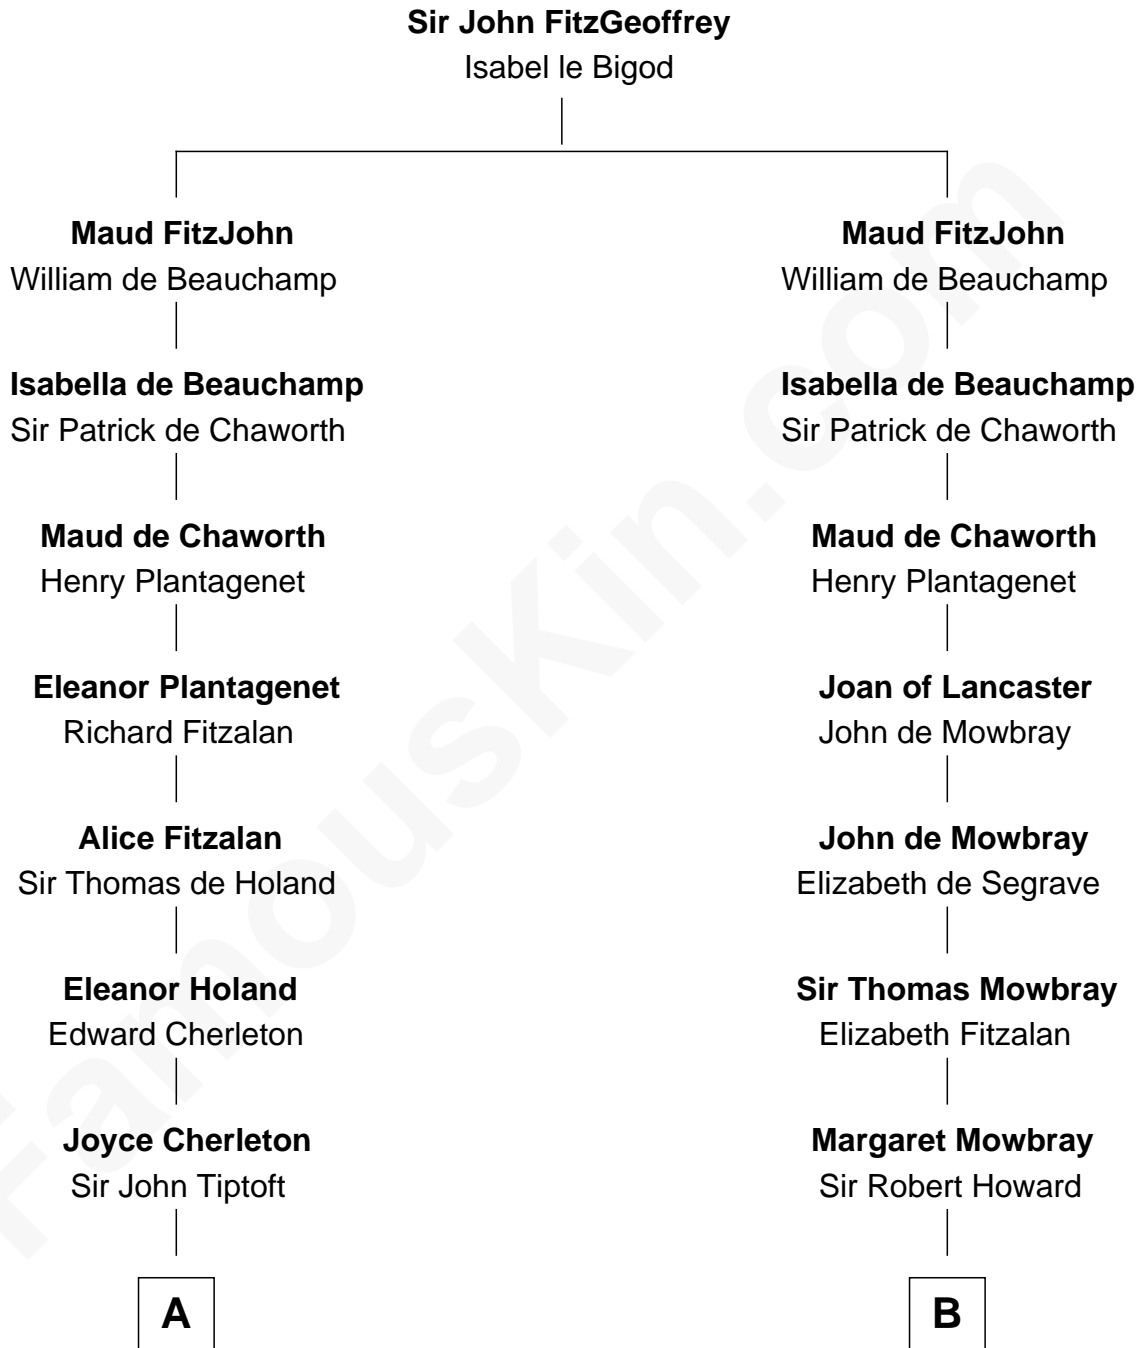 Sir John FitzGeoffrey
Isabel le Bigod
Maud FitzJohn
William de Beauchamp
Maud FitzJohn
William de Beauchamp
Isabella de Beauchamp
Sir Patrick de Chaworth
Isabella de Beauchamp
Sir Patrick de Chaworth
Maud de Chaworth
Henry Plantagenet
Maud de Chaworth
Henry Plantagenet
Eleanor Plantagenet
Richard Fitzalan
Joan of Lancaster
John de Mowbray
Alice Fitzalan
Sir Thomas de Holand
John de Mowbray
Elizabeth de Segrave
Eleanor Holand
Edward Cherleton
Sir Thomas Mowbray
Elizabeth Fitzalan
Joyce Cherleton
Sir John Tiptoft
Margaret Mowbray
Sir Robert Howard
A
B
FamousKin.com